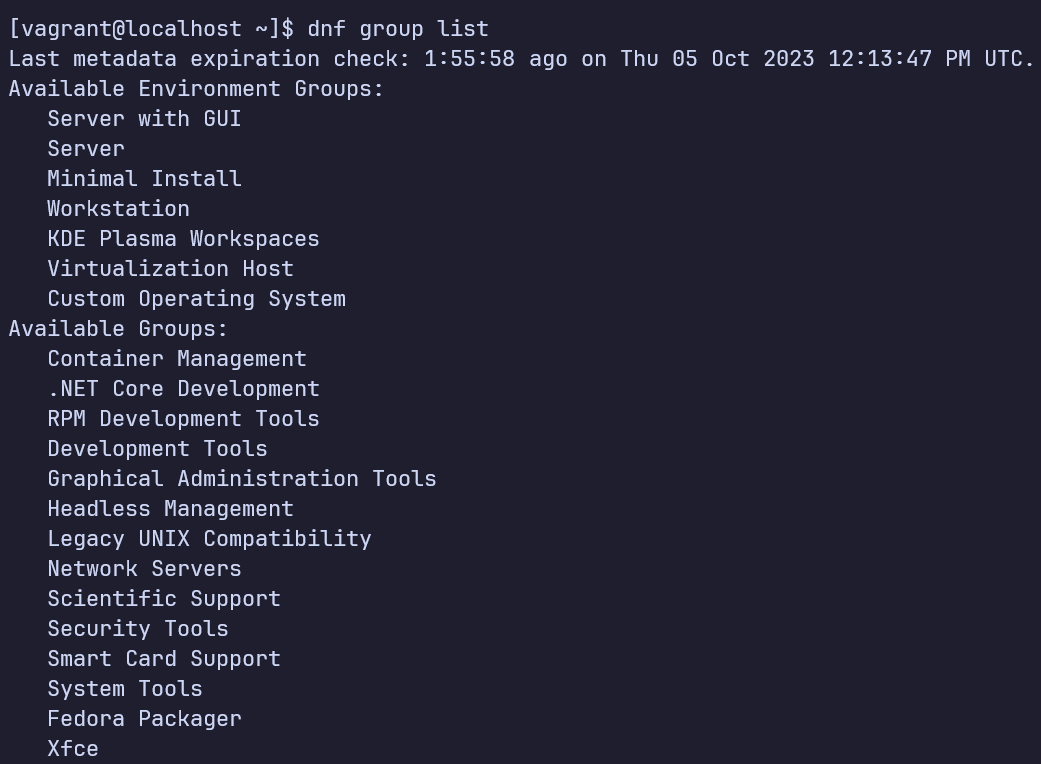 [vagrant@localhost ~]$ dnf group list
Last metadata expiration check: 1:55:58 ago on Thu 05 Oct 2023 12:13:47 PM UTC.
Available Environment Groups:
   Server with GUI
   Server
   Minimal Install
   Workstation
   KDE Plasma Workspaces
   Virtualization Host
   Custom Operating System
Available Groups:
   Container Management
   .NET Core Development
   RPM Development Tools
   Development Tools
   Graphical Administration Tools
   Headless Management
   Legacy UNIX Compatibility
   Network Servers
   Scientific Support
   Security Tools
   Smart Card Support
   System Tools
   Fedora Packager
   Xfce